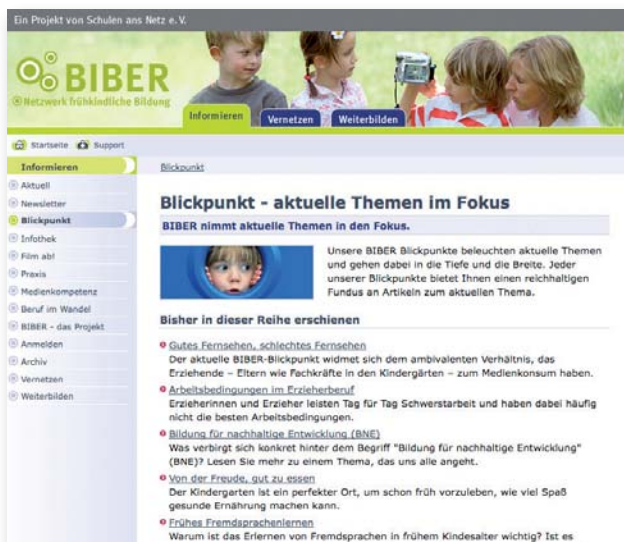 Ein Projekt von Schulen ans Netz e.V.
BIBER
Netzwerk frühkindliche Bildung
Informieren
Vernetzen
Weiterbilden
Startseite
Support
Informieren
Aktuell
Newsletter
Blickpunkt
Infothek
Film ab!
Praxis
Medienkompetenz
Beruf im Wandel
BIBER - das Projekt
Anmelden
Archiv
Vernetzen
Weiterbilden
Blickpunkt
Blickpunkt - aktuelle Themen im Fokus
BIBER nimmt aktuelle Themen in den Fokus.
Unsere BIBER Blickpunkte beleuchten aktuelle Themen
und gehen dabei in die Tiefe und die Breite. Jeder
unserer Blickpunkte bietet Ihnen einen reichhaltigen
Fundus an Artikeln zum aktuellen Thema.
Bisher in dieser Reihe erschienen
Gutes Fernsehen, schlechtes Fernsehen
Der aktuelle BIBER-Blickpunkt widmet sich dem ambivalenten Verhältnis, das
Erziehende – Eltern wie Fachkräfte in den Kindergärten – zum Medienkonsum haben.
Arbeitsbedingungen im Erzieherberuf
Erzieherinnen und Erzieher leisten Tag für Tag Schwerstarbeit und haben dabei häufig
nicht die besten Arbeitsbedingungen.
Bildung für nachhaltige Entwicklung (BNE)
Was verbirgt sich konkret hinter dem Begriff "Bildung für nachhaltige Entwicklung"
(BNE)? Lesen Sie mehr zu einem Thema, das uns alle angeht.
Von der Freude, gut zu essen
Der Kindergarten ist ein perfekter Ort, um schon früh vorzuleben, wie viel Spaß
gesunde Ernährung machen kann.
Frühes Fremdsprachenlernen
Warum ist das Erlernen von Fremdsprachen in frühem Kindesalter wichtig? Ist es